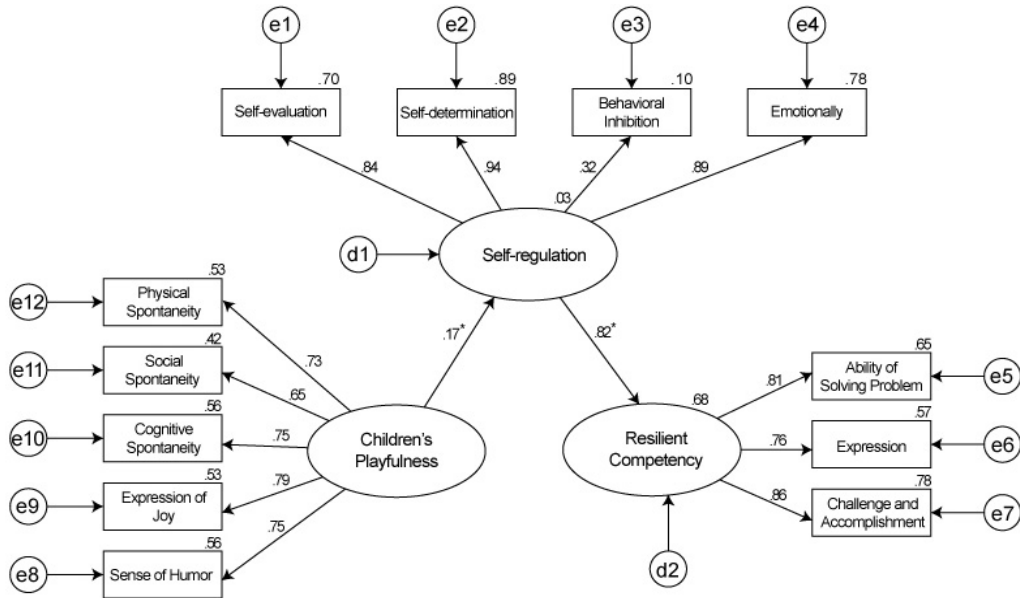 e1
e2
e3
e4
.70
.89
.10
.78
Self-evaluation
Self-determination
Behavioral
Inhibition
Emotionally
.84
.94
.32
.89
.03
d1
Self-regulation
.17*
.82*
e12
.53
Physical
Spontaneity
.73
e11
.42
Social
Spontaneity
.65
e10
.56
Cognitive
Spontaneity
.75
e9
.53
Expression of
Joy
.79
e8
.56
Sense of Humor
.75
Children's
Playfulness
.68
Resilient
Competency
d2
.81
.65
Ability of
Solving Problem
e5
.76
.57
Expression
e6
.86
.78
Challenge and
Accomplishment
e7